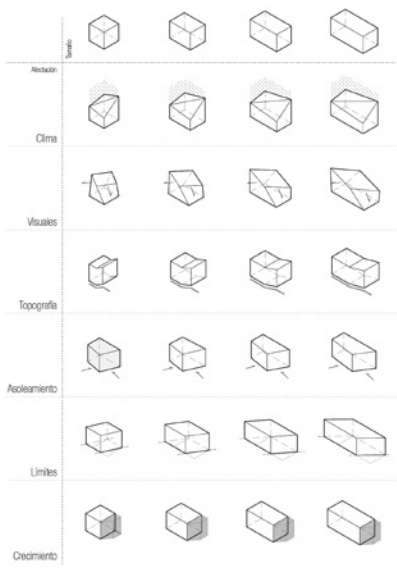 Tamaño
Afectación
Clima
Visuales
Topografía
Asoleamiento
Límites
Crecimiento